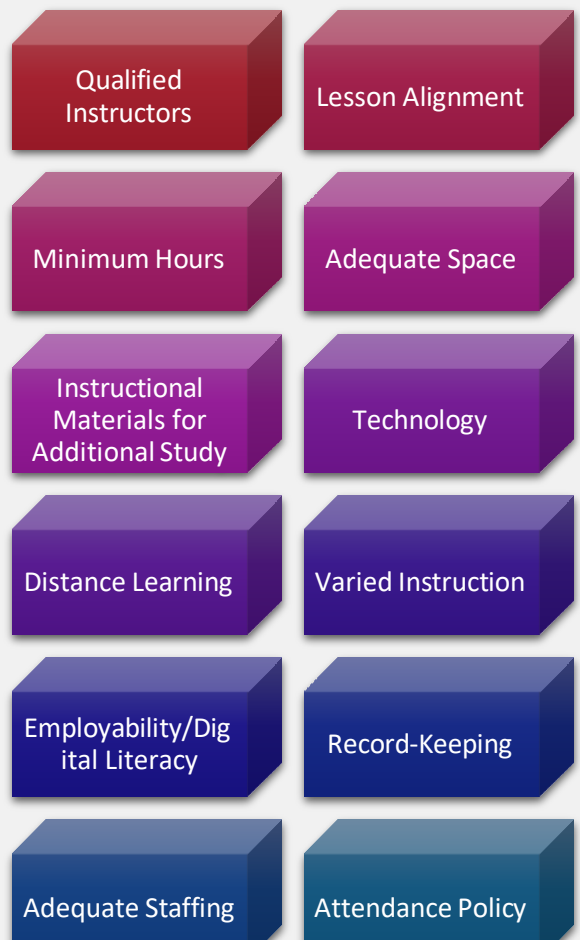 Qualified
Instructors
Lesson Alignment
Minimum Hours
Adequate Space
Instructional
Materials for
Additional Study
Technology
Distance Learning
Varied Instruction
Employability/Dig
ital Literacy
Record-Keeping
Adequate Staffing
Attendance Policy